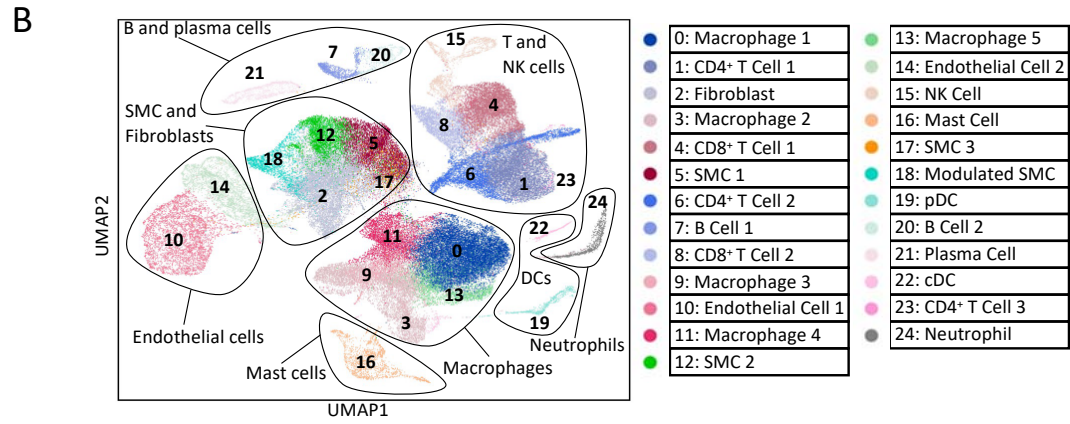 B
B and plasma cells
7
20
21
15
T and
NK cells
4
8
6
1
23
SMC and
Fibroblasts
12
5
18
17
2
14
10
Endothelial cells
11
0
9
13
3
Macrophages
22
24
DCs
19
Neutrophils
16
Mast cells
UMAP2
UMAP1
0: Macrophage 1
1: CD4⁺ T Cell 1
2: Fibroblast
3: Macrophage 2
4: CD8⁺ T Cell 1
5: SMC 1
6: CD4⁺ T Cell 2
7: B Cell 1
8: CD8⁺ T Cell 2
9: Macrophage 3
10: Endothelial Cell 1
11: Macrophage 4
12: SMC 2
13: Macrophage 5
14: Endothelial Cell 2
15: NK Cell
16: Mast Cell
17: SMC 3
18: Modulated SMC
19: pDC
20: B Cell 2
21: Plasma Cell
22: cDC
23: CD4⁺ T Cell 3
24: Neutrophil